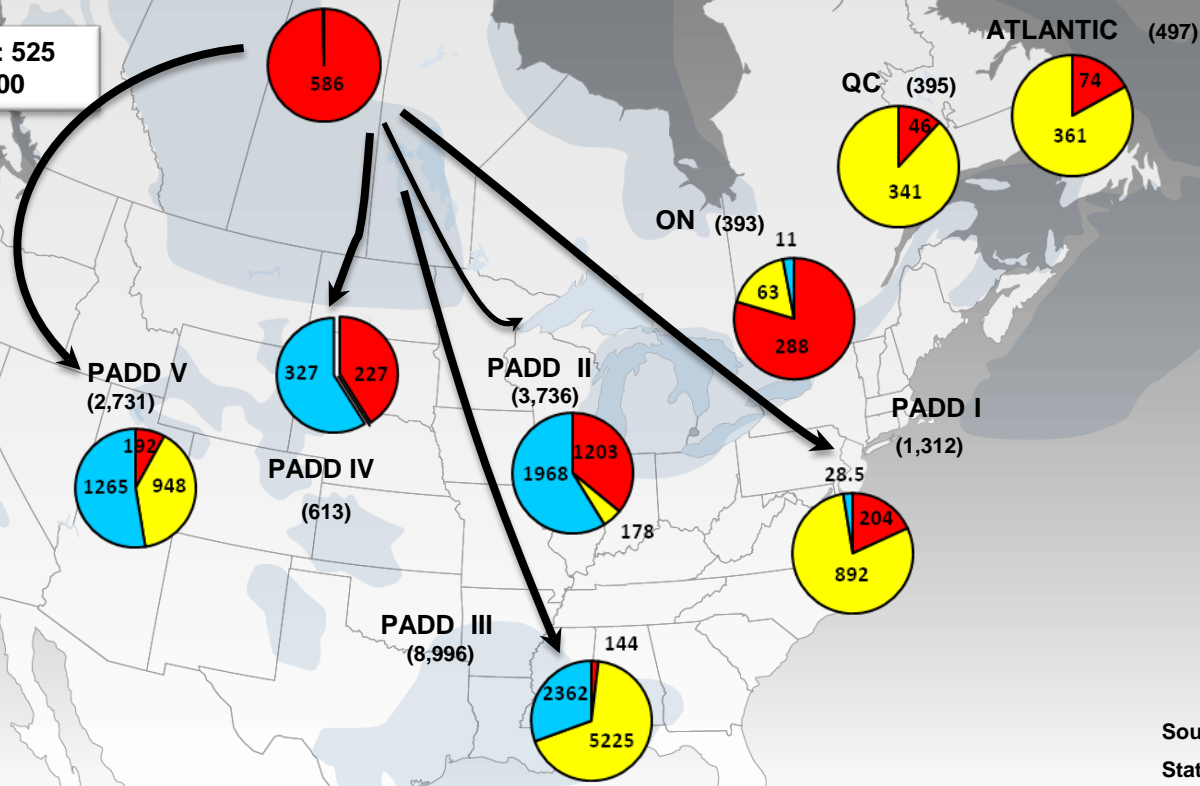 : 525
00
586
ATLANTIC (497)
74
361
QC (395)
46
341
ON (393)
11
63
288
327
227
PADD V
(2,731)
192
1265
948
PADD IV
(613)
PADD II
(3,736)
1203
1968
178
PADD I
(1,312)
28.5
204
892
PADD III
(8,996)
144
2362
5225
Sou
Stat